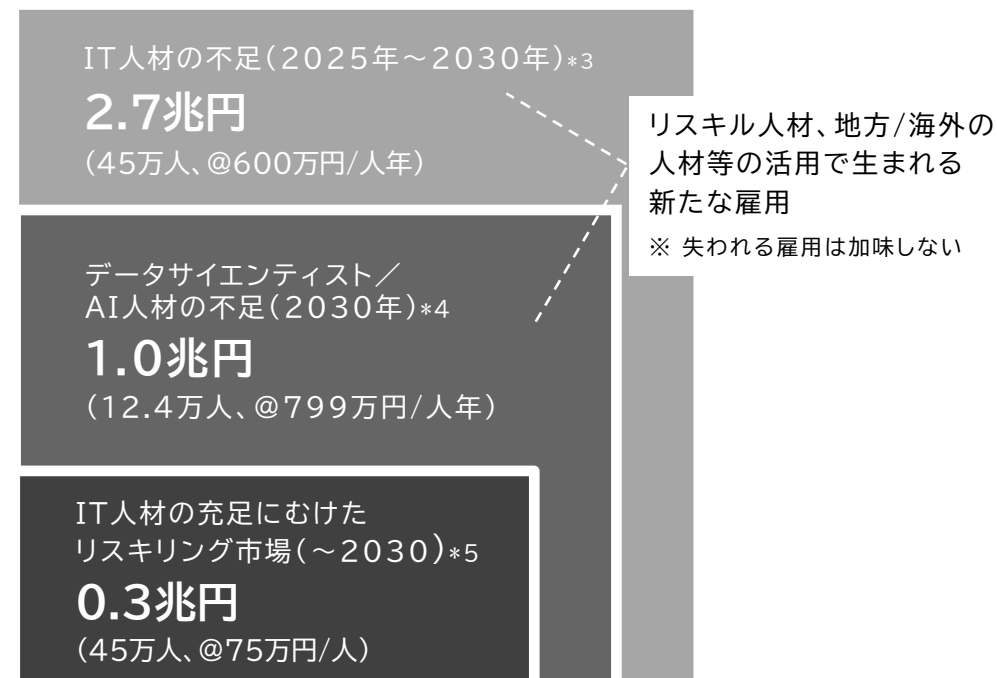 IT人材の不足(2025年~2030年)*3
2.7兆円
(45万人、@600万円/人年)
リスキル人材、地方/海外の
人材等の活用で生まれる
新たな雇用
※ 失われる雇用は加味しない
データサイエンティスト/
AI人材の不足(2030年)*4
1.0兆円
(12.4万人、@799万円/人年)
IT人材の充足にむけた
リスキリング市場(~2030)*5
0.3兆円
(45万人、@75万円/人)